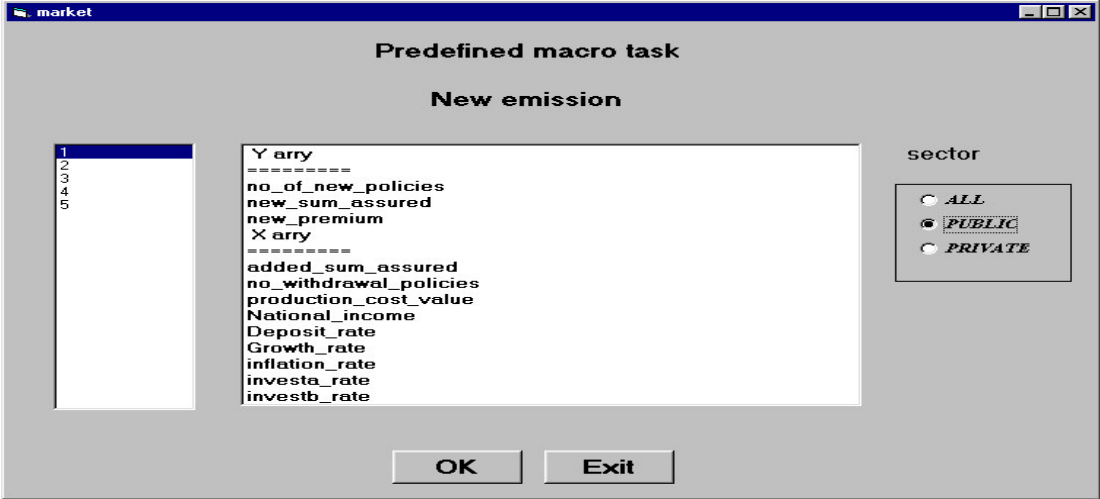 market
Predefined macro task
New emission
1
2
3
4
5
Y arry
=========
no_of_new_policies
new_sum_assured
new_premium
X arry
=========
added_sum_assured
no_withdrawal_policies
production_cost_value
National_income
Deposit_rate
Growth_rate
inflation_rate
investa_rate
investb_rate
sector
ALL
PUBLIC
PRIVATE
OK
Exit